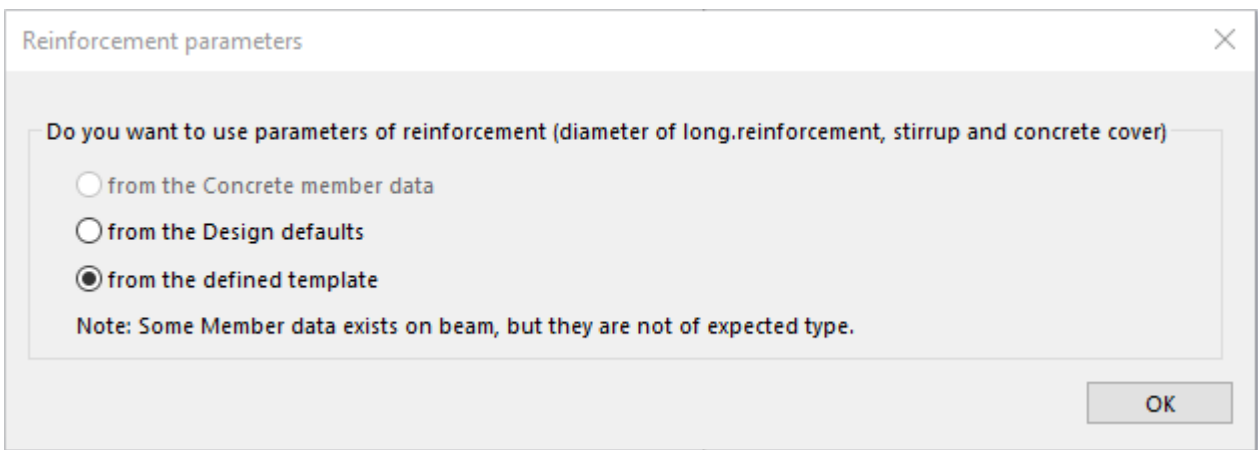 Reinforcement parameters
Do you want to use parameters of reinforcement (diameter of long.reinforcement, stirrup and concrete cover)
from the Concrete member data
from the Design defaults
from the defined template
Note: Some Member data exists on beam, but they are not of expected type.
OK